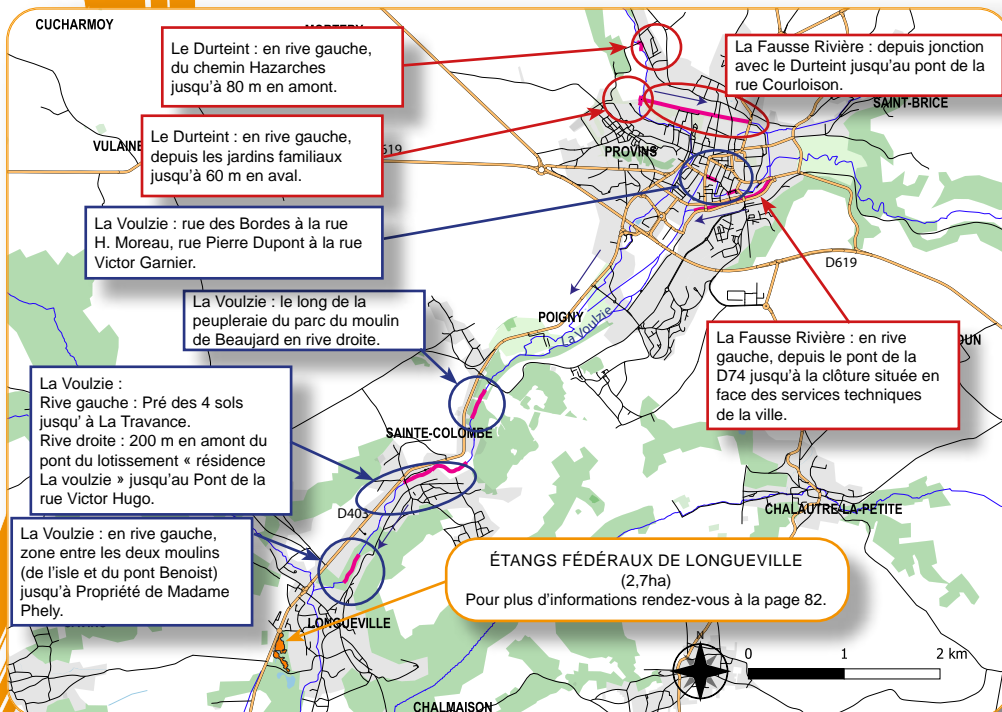 CUCHARMOY
Le Durteint : en rive gauche,
du chemin Hazarches
jusqu'à 80 m en amont.
La Fausse Rivière : depuis jonction
avec le Durteint jusqu'au pont de la
rue Courloison.
SAINT-BRICE
Le Durteint : en rive gauche,
depuis les jardins familiaux
jusqu'à 60 m en aval.
PROVINS
La Voulzie : rue des Bordes à la rue
H. Moreau, rue Pierre Dupont à la rue
Victor Garnier.
D619
La Voulzie : le long de la
peupleraie du parc du moulin
de Beaujard en rive droite.
POIGNY
La Voulzie
La Fausse Rivière : en rive
gauche, depuis le pont de la
D74 jusqu'à la clôture située en
face des services techniques
de la ville.
La Voulzie :
Rive gauche : Pré des 4 sols
jusqu' à La Travance.
Rive droite : 200 m en amont du
pont du lotissement « résidence
La voulzie » jusqu'au Pont de la
rue Victor Hugo.
SAINTE-COLOMBE
D403
CHALAUTRE-LA-PETITE
La Voulzie : en rive gauche,
zone entre les deux moulins
(de l'isle et du pont Benoist)
jusqu'à Propriété de Madame
Phely.
ÉTANGS FÉDÉRAUX DE LONGUEVILLE
(2,7ha)
Pour plus d'informations rendez-vous à la page 82.
LONGUEVILLE
N
0 1 2 km
CHALMAISON